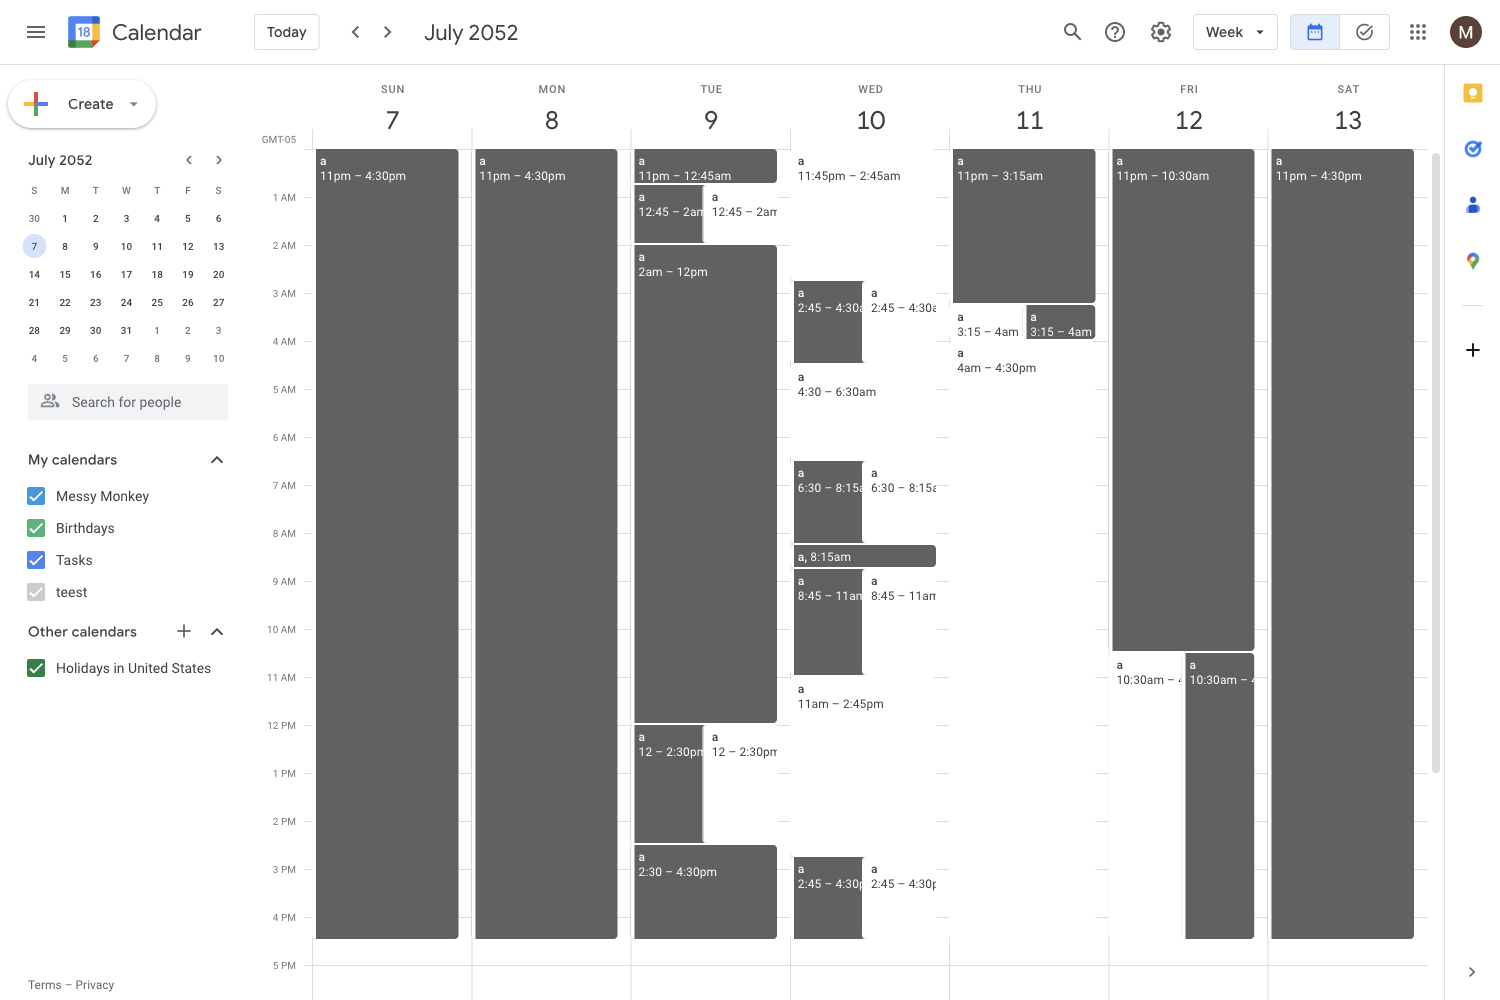 18 Calendar
Today
July 2052
Week
M
Create
July 2052
S M T W T F S
30 1 2 3 4 5 6
7 8 9 10 11 12 13
14 15 16 17 18 19 20
21 22 23 24 25 26 27
28 29 30 31 1 2 3
4 5 6 7 8 9 10
Search for people
My calendars
Messy Monkey
Birthdays
Tasks
teest
Other calendars
Holidays in United States
Terms – Privacy
SUN MON TUE WED THU FRI SAT
7 8 9 10 11 12 13
GMT-05
1 AM
2 AM
3 AM
4 AM
5 AM
6 AM
7 AM
8 AM
9 AM
10 AM
11 AM
12 PM
1 PM
2 PM
3 PM
4 PM
5 PM
a
11pm – 4:30pm
a
11pm – 4:30pm
a
11pm – 12:45am
a
12:45 – 2am
a
12:45 – 2am
a
2am – 12pm
a
12 – 2:30pm
a
12 – 2:30pm
a
2:30 – 4:30pm
a
11:45pm – 2:45am
a
2:45 – 4:30a
a
2:45 – 4:30a
a
4:30 – 6:30am
a
6:30 – 8:15a
a
6:30 – 8:15a
a, 8:15am
a
8:45 – 11am
a
8:45 – 11am
a
11am – 2:45pm
a
2:45 – 4:30p
a
2:45 – 4:30p
a
11pm – 3:15am
a
3:15 – 4am
a
3:15 – 4am
a
4am – 4:30pm
a
11pm – 10:30am
a
10:30am – 4
a
10:30am – 4
a
11pm – 4:30pm